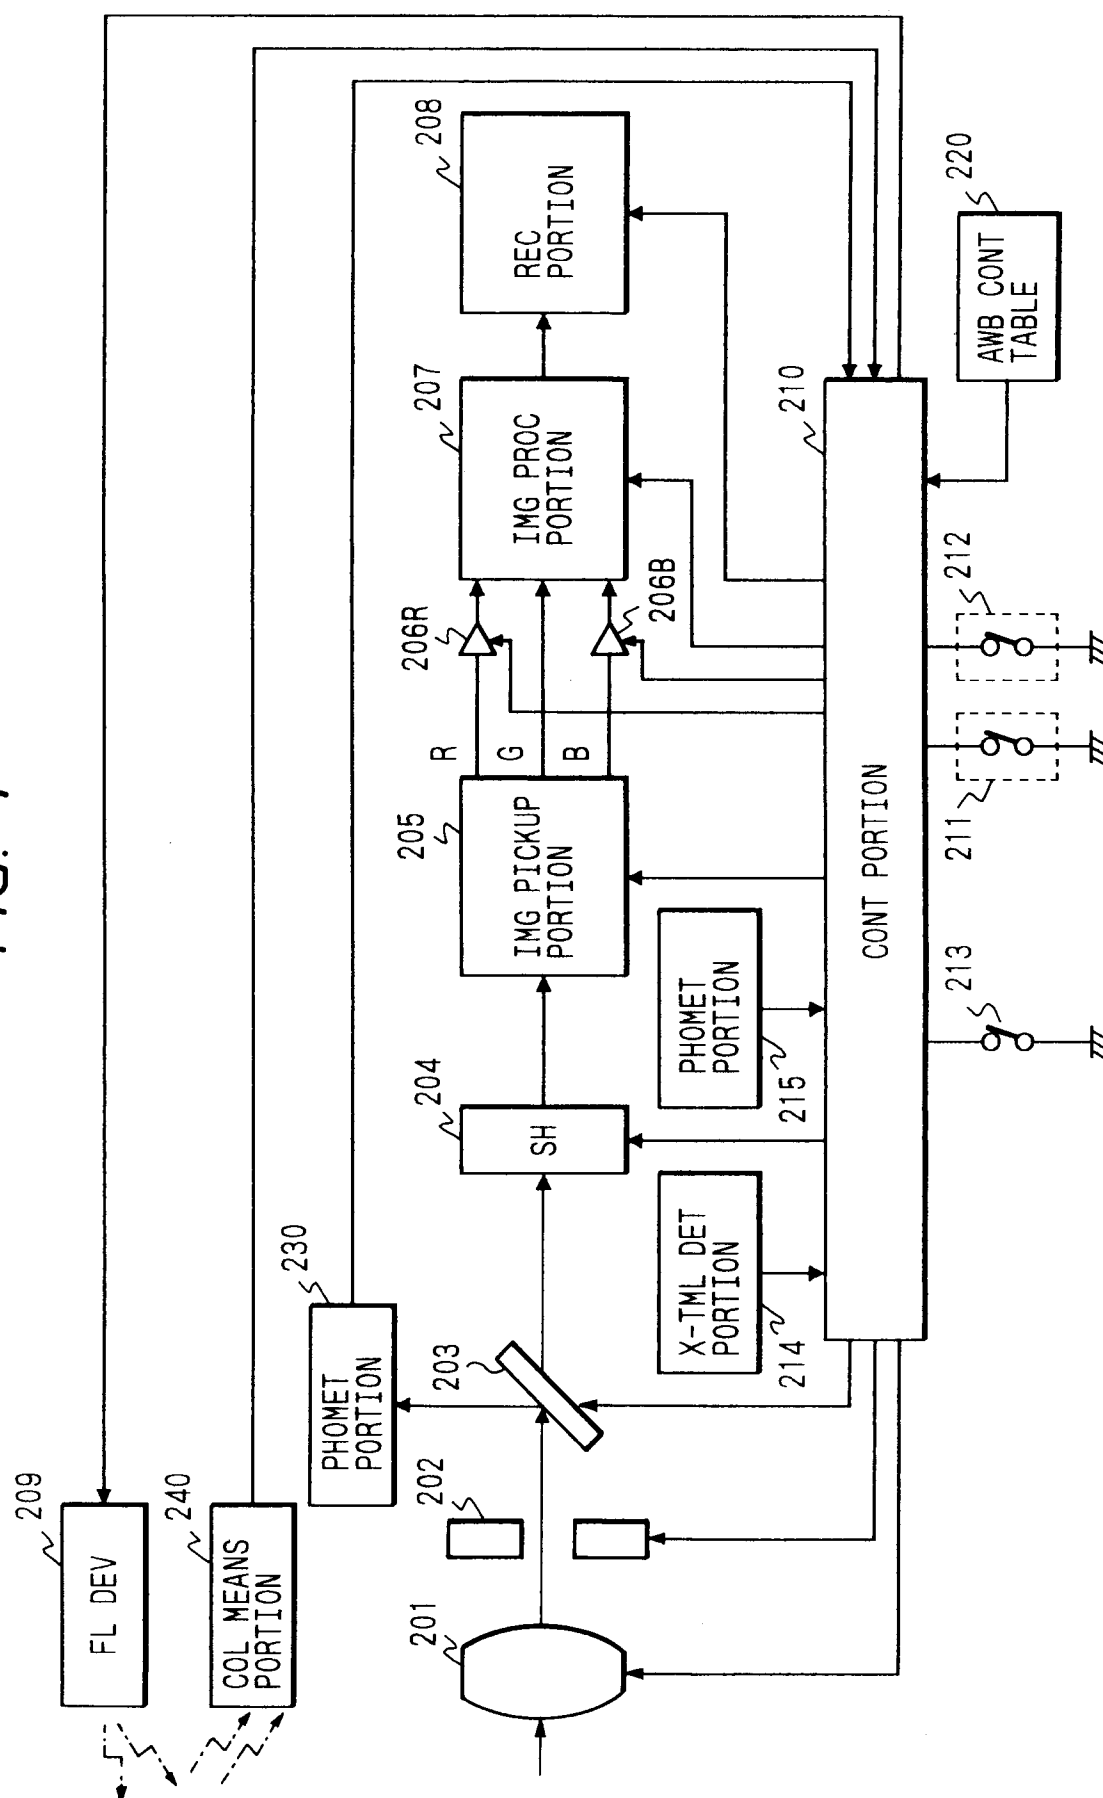 FIG. 7
209
FL DEV
240
COL MEANS
PORTION
230
PHOMET
PORTION
201
202
203
204
SH
205
IMG PICKUP
PORTION
R
G
B
206R
206B
207
IMG PROC
PORTION
208
REC
PORTION
X-TML DET
PORTION
214
PHOMET
PORTION
215
210
CONT PORTION
213
211
212
220
AWB CONT
TABLE